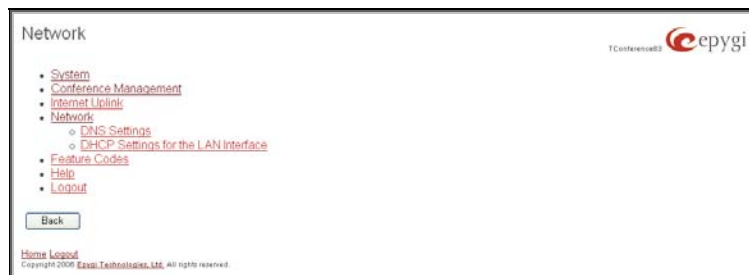 Network
TConference83 epygi
System
Conference Management
Internet Uplink
Network
DNS Settings
DHCP Settings for the LAN Interface
Feature Codes
Help
Logout
Back
Home Logout
Copyright 2006 Epygi Technologies, Ltd. All rights reserved.